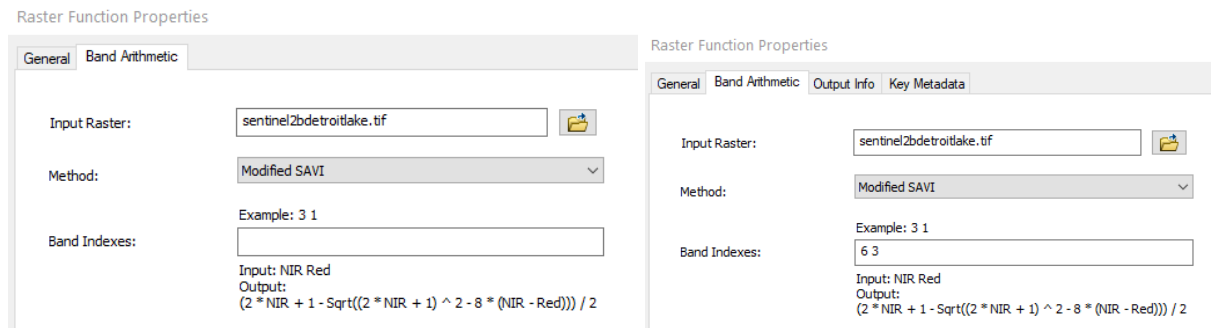 Raster Function Properties
General Band Arithmetic
Input Raster: sentinel2bdetroitlake.tif
Method: Modified SAVI
Example: 3 1
Band Indexes:
Input: NIR Red
Output:
(2 * NIR + 1 - Sqrt((2 * NIR + 1) ^ 2 - 8 * (NIR - Red))) / 2
Raster Function Properties
General Band Arithmetic Output Info Key Metadata
Input Raster: sentinel2bdetroitlake.tif
Method: Modified SAVI
Example: 3 1
Band Indexes: 6 3
Input: NIR Red
Output:
(2 * NIR + 1 - Sqrt((2 * NIR + 1) ^ 2 - 8 * (NIR - Red))) / 2